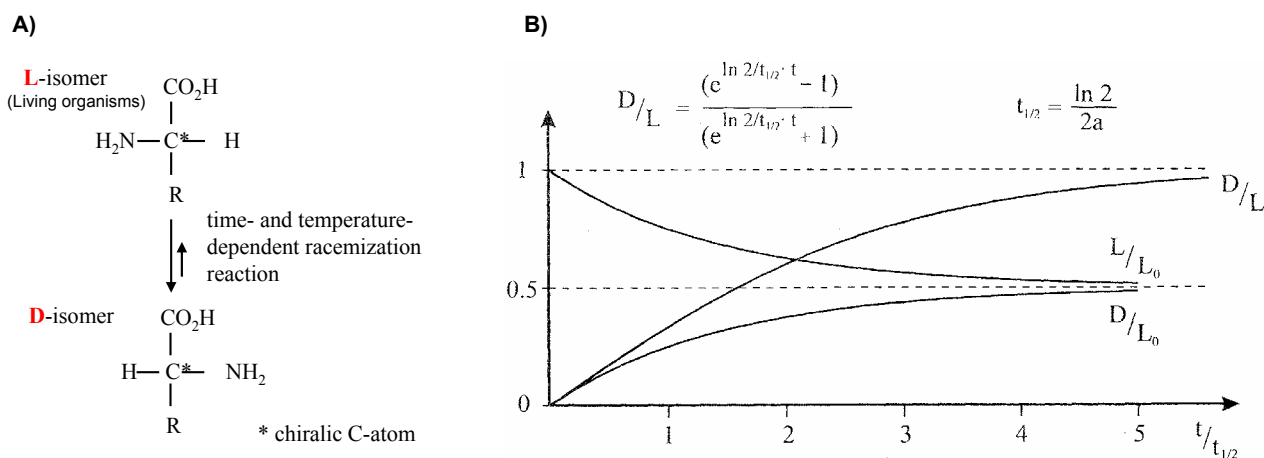 A)
L-isomer
(Living organisms)
CO₂H
H₂N
C*
H
R
time- and temperature-
dependent racemization
reaction
D-isomer
CO₂H
H
C*
NH₂
R
* chiralic C-atom
B)
D/L = (e^(ln 2/t₁/₂ · t) – 1) / (e^(ln 2/t₁/₂ · t) + 1)
t₁/₂ = ln 2 / 2a
1
0.5
0
D/L
L/L₀
D/L₀
1 2 3 4 5 t/t₁/₂